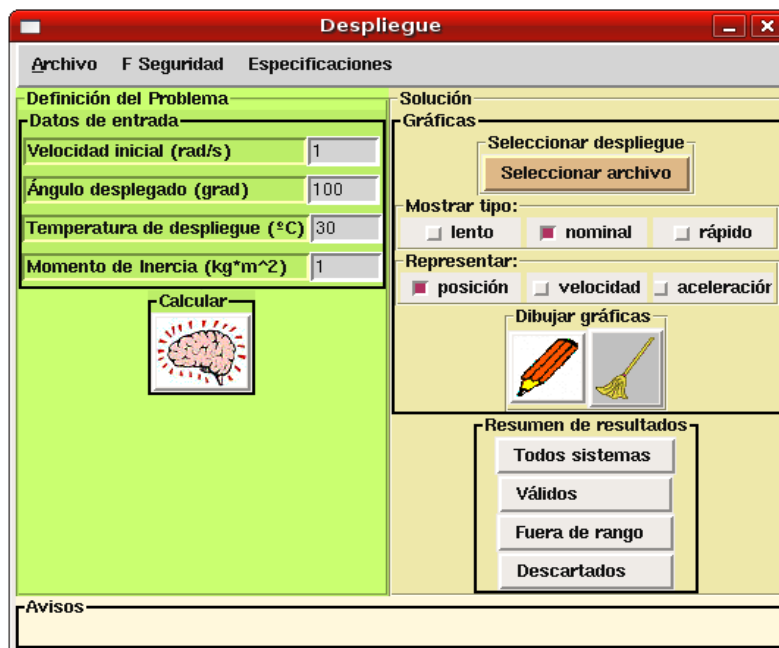 Despliegue
Archivo F Seguridad Especificaciones
Definición del Problema
Datos de entrada
Velocidad inicial (rad/s) 1
Ángulo desplegado (grad) 100
Temperatura de despliegue (ºC) 30
Momento de Inercia (kg*m^2) 1
Calcular
Solución
Gráficas
Seleccionar despliegue
Seleccionar archivo
Mostrar tipo:
lento nominal rápido
Representar:
posición velocidad aceleración
Dibujar gráficas
Resumen de resultados
Todos sistemas
Válidos
Fuera de rango
Descartados
Avisos